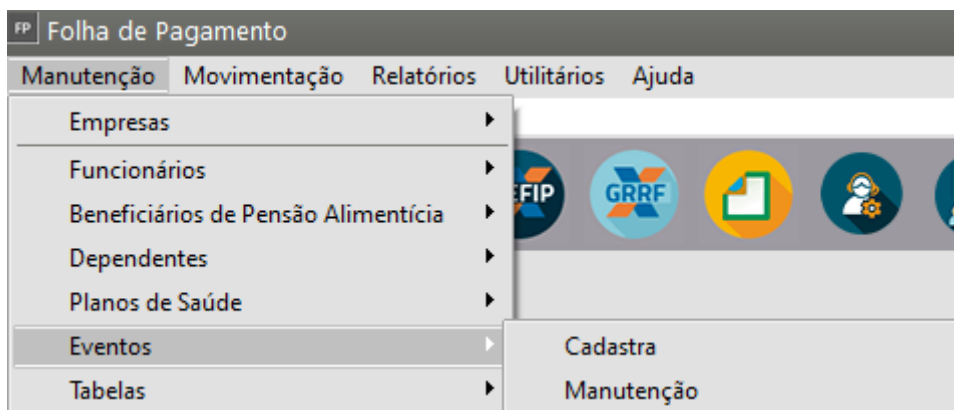 FP Folha de Pagamento
Manutenção Movimentação Relatórios Utilitários Ajuda
Empresas
Funcionários
EFIP GRRF
Beneficiários de Pensão Alimentícia
Dependentes
Planos de Saúde
Eventos
Cadastra
Tabelas
Manutenção